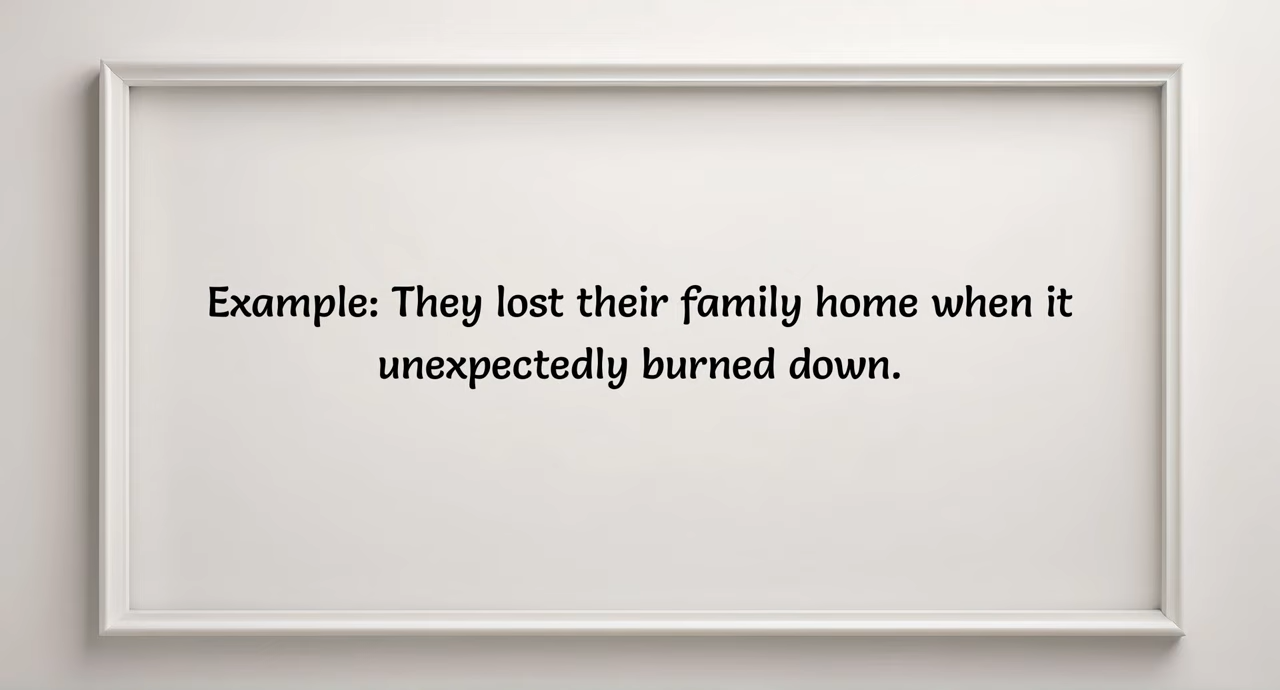 Example: They lost their family home when it
unexpectedly burned down.